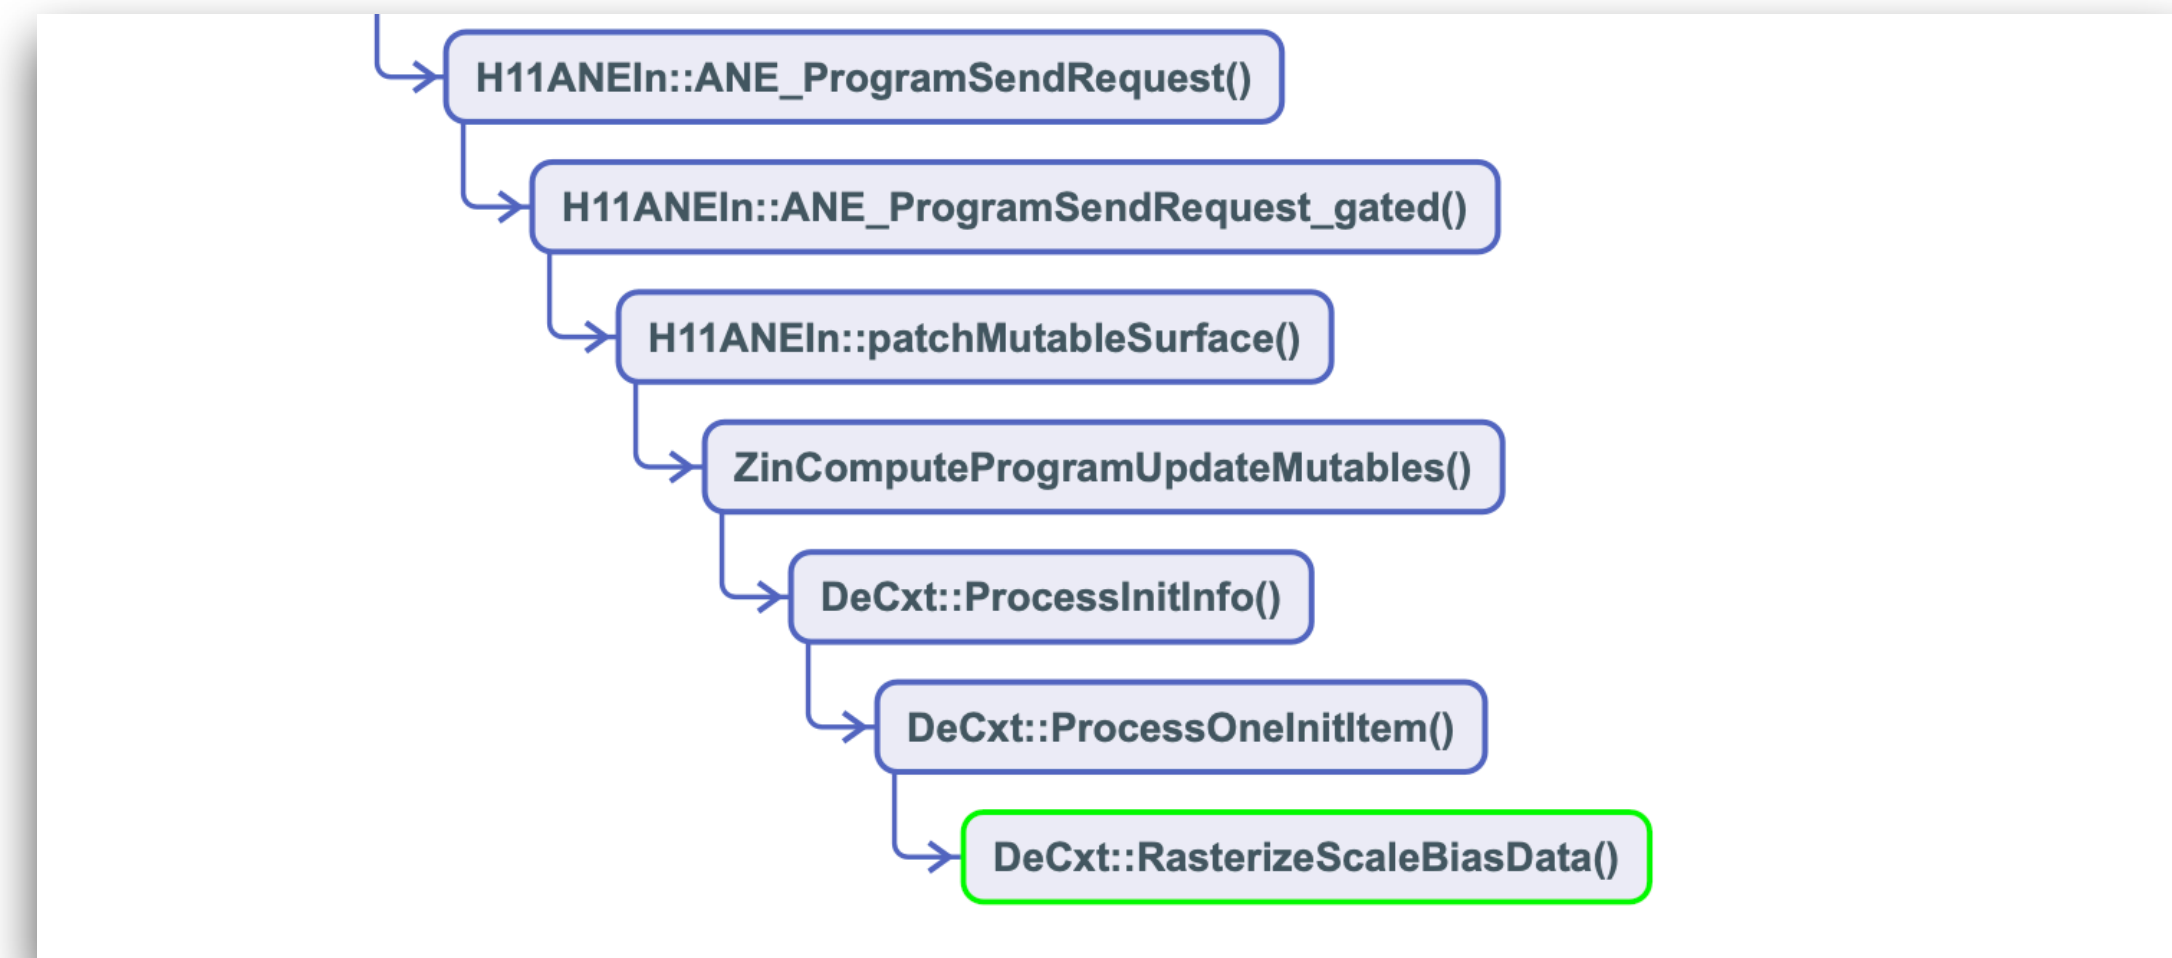 H11ANEIn::ANE_ProgramSendRequest()
H11ANEIn::ANE_ProgramSendRequest_gated()
H11ANEIn::patchMutableSurface()
ZinComputeProgramUpdateMutables()
DeCxt::ProcessInitInfo()
DeCxt::ProcessOneInitItem()
DeCxt::RasterizeScaleBiasData()